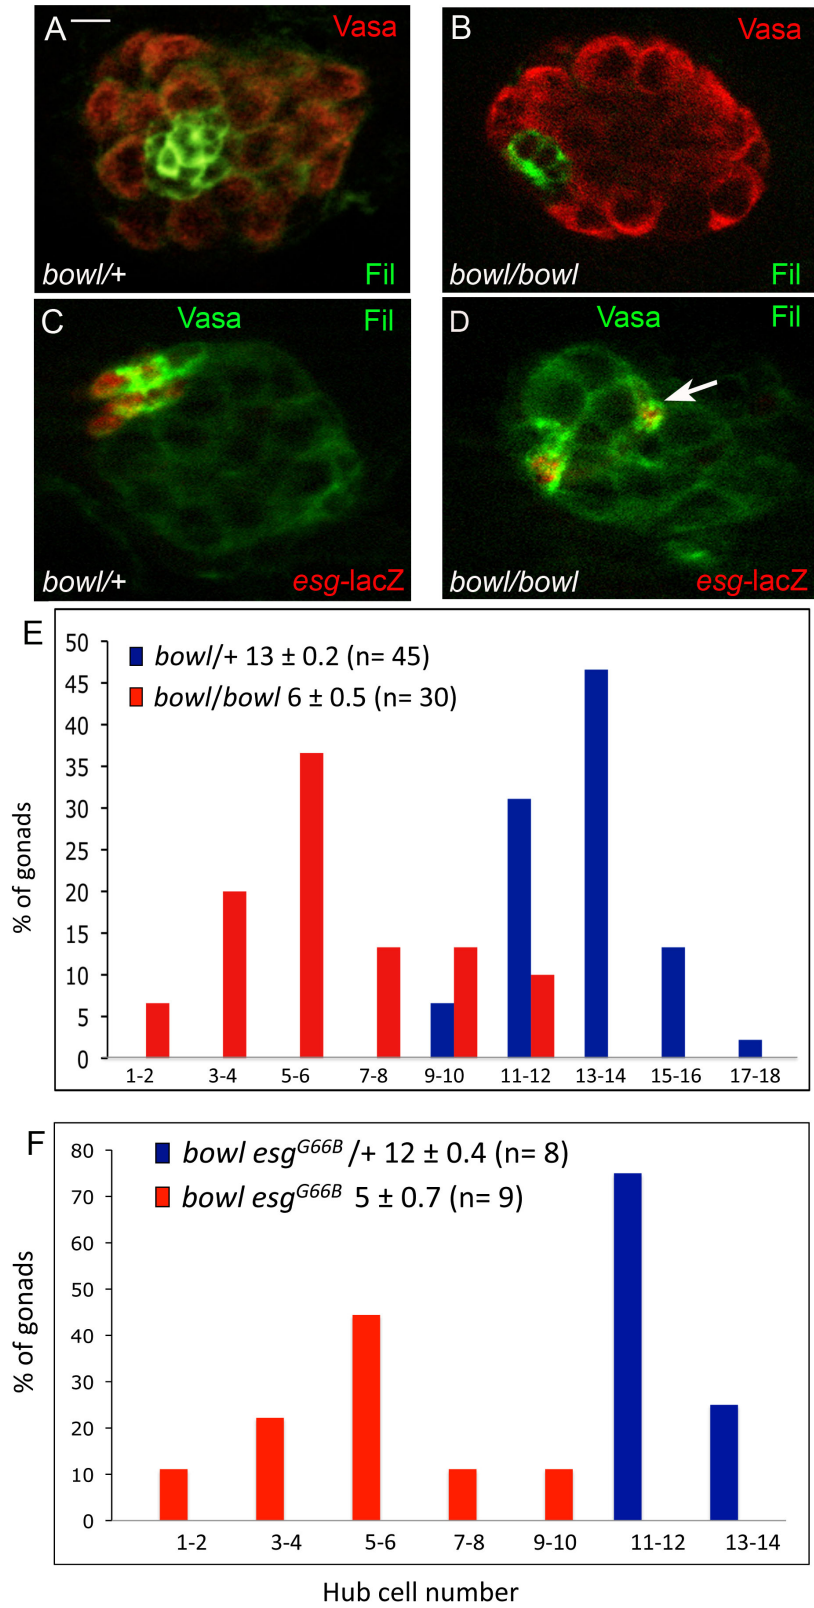 A Vasa
bowl/+ Fil
B Vasa
bowl/bowl Fil
C Vasa Fil
bowl/+ esg-lacZ
D Vasa Fil
bowl/bowl esg-lacZ
E
bowl/+ 13 ± 0.2 (n= 45)
bowl/bowl 6 ± 0.5 (n= 30)
% of gonads
50
45
40
35
30
25
20
15
10
5
0
1-2 3-4 5-6 7-8 9-10 11-12 13-14 15-16 17-18
F
bowl esgG66B /+ 12 ± 0.4 (n= 8)
bowl esgG66B 5 ± 0.7 (n= 9)
% of gonads
80
70
60
50
40
30
20
10
0
1-2 3-4 5-6 7-8 9-10 11-12 13-14
Hub cell number